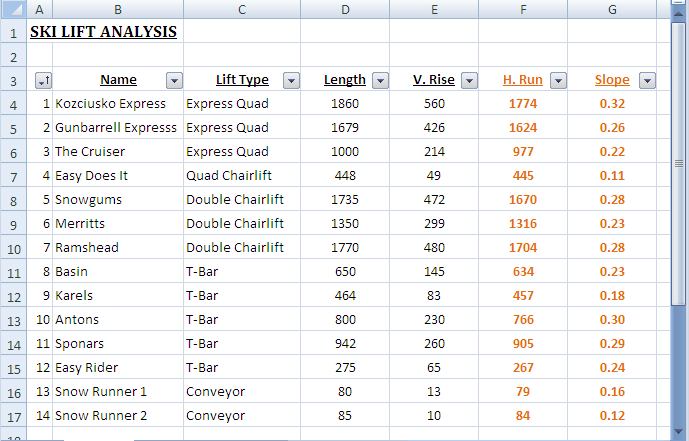 A B C D E F G
1 SKI LIFT ANALYSIS
2
3 Name Lift Type Length V. Rise H. Run Slope
4 1 Kozciusko Express Express Quad 1860 560 1774 0.32
5 2 Gunbarrell Expresss Express Quad 1679 426 1624 0.26
6 3 The Cruiser Express Quad 1000 214 977 0.22
7 4 Easy Does It Quad Chairlift 448 49 445 0.11
8 5 Snowgums Double Chairlift 1735 472 1670 0.28
9 6 Merritts Double Chairlift 1350 299 1316 0.23
10 7 Ramshead Double Chairlift 1770 480 1704 0.28
11 8 Basin T-Bar 650 145 634 0.23
12 9 Karels T-Bar 464 83 457 0.18
13 10 Antons T-Bar 800 230 766 0.30
14 11 Sponars T-Bar 942 260 905 0.29
15 12 Easy Rider T-Bar 275 65 267 0.24
16 13 Snow Runner 1 Conveyor 80 13 79 0.16
17 14 Snow Runner 2 Conveyor 85 10 84 0.12